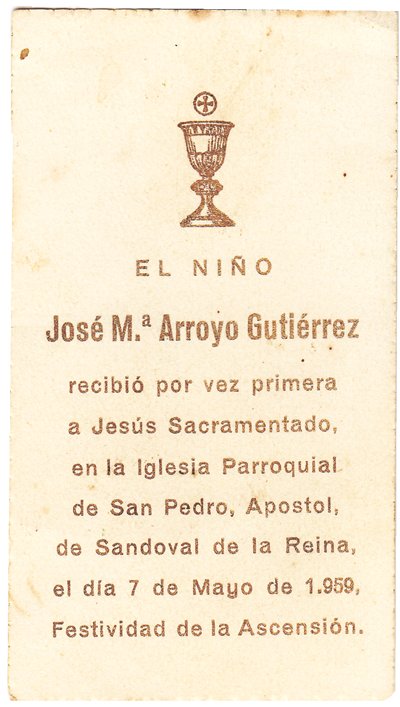 EL NIÑO
José M.ª Arroyo Gutiérrez
recibió por vez primera
a Jesús Sacramentado,
en la Iglesia Parroquial
de San Pedro, Apostol,
de Sandoval de la Reina,
el día 7 de Mayo de 1.959,
Festividad de la Ascensión.